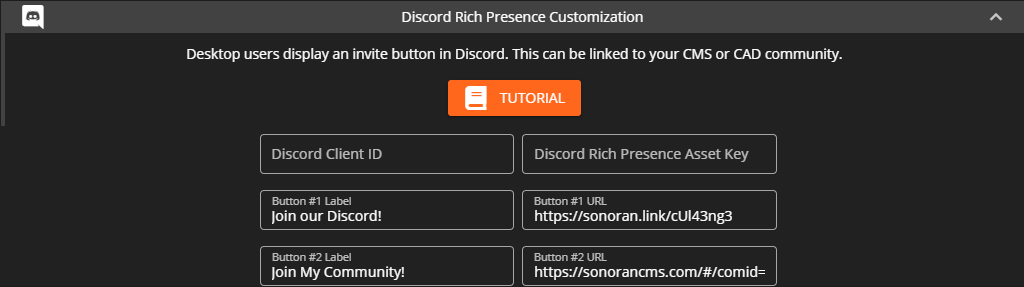 Discord Rich Presence Customization
Desktop users display an invite button in Discord. This can be linked to your CMS or CAD community.
TUTORIAL
Discord Client ID
Discord Rich Presence Asset Key
Button #1 Label
Join our Discord!
Button #1 URL
https://sonoran.link/cUl43ng3
Button #2 Label
Join My Community!
Button #2 URL
https://sonorancms.com/#/comid=